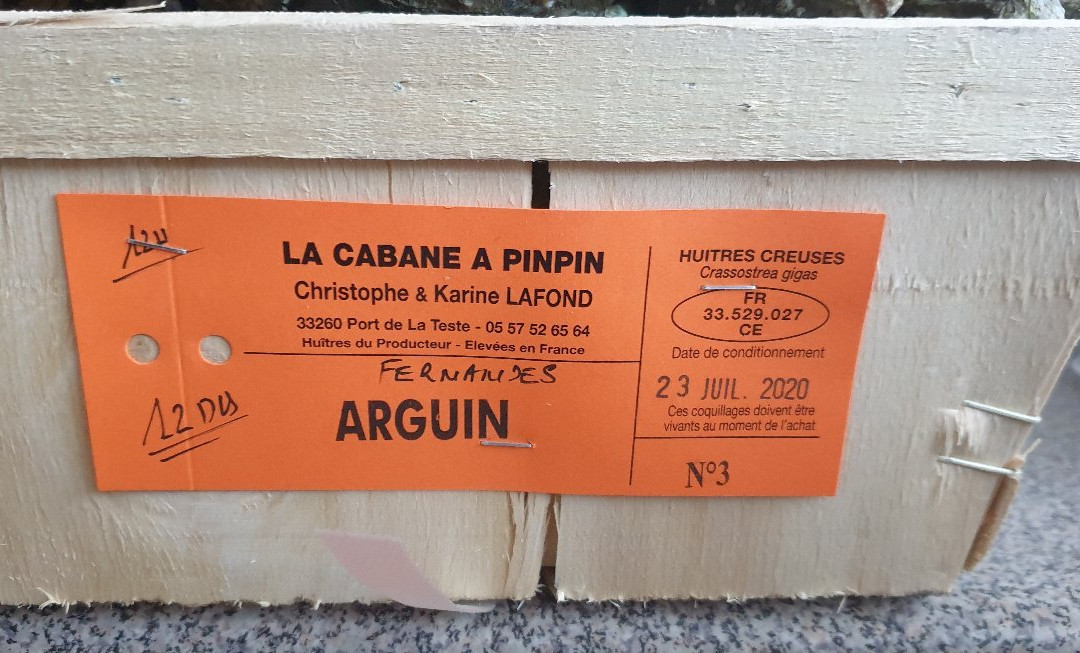 LA CABANE A PINPIN
Christophe & Karine LAFOND
33260 Port de La Teste - 05 57 52 65 64
Huîtres du Producteur - Elevées en France
FERNANDES
ARGUIN
12 DU
HUITRES CREUSES
Crassostrea gigas
FR
33.529.027
CE
Date de conditionnement
23 JUIL. 2020
Ces coquillages doivent être
vivants au moment de l'achat
N°3